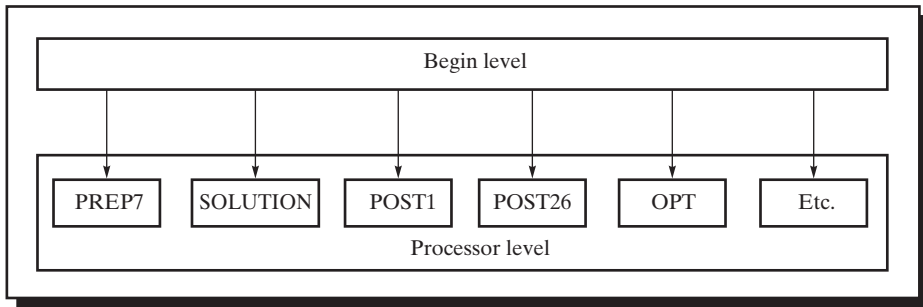 Begin level
PREP7 SOLUTION POST1 POST26 OPT Etc.
Processor level